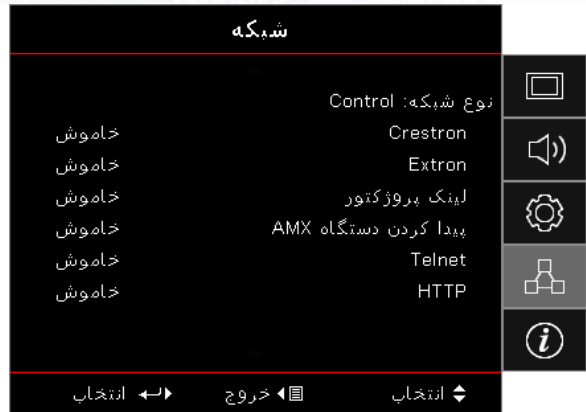 شبکه
نوع شبکه: Control
Crestron خاموش
Extron خاموش
لینک پروژکتور خاموش
پیدا کردن دستگاه AMX خاموش
Telnet خاموش
HTTP خاموش
انتخاب خروج انتخاب